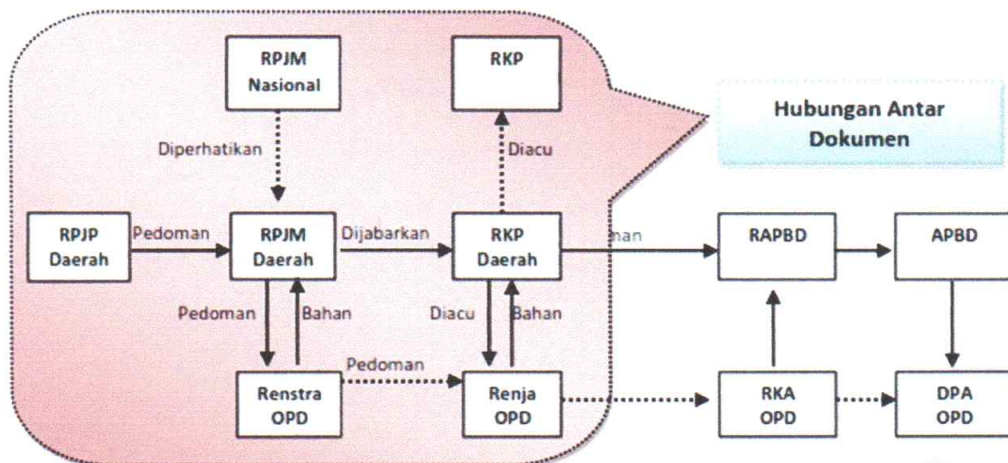 RPJM
Nasional
RKP
Hubungan Antar
Dokumen
Diperhatikan
Diacu
RPJP
Daerah
Pedoman
RPJM
Daerah
Dijabarkan
RKP
Daerah
man
RAPBD
APBD
Pedoman
Bahan
Diacu
Bahan
Pedoman
Renstra
OPD
Renja
OPD
RKA
OPD
DPA
OPD